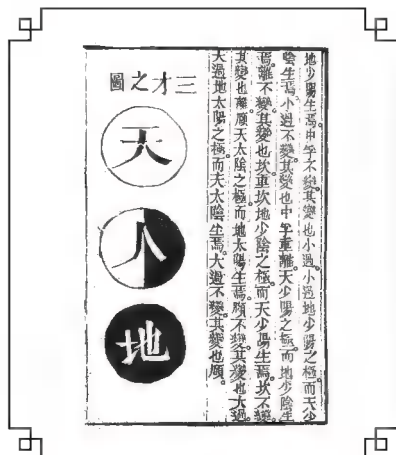 地少陽生焉。中孚不變。其變也小過。小過地少陽之極。而天少
陰生焉。小過不變。其變也中孚。重離天少陽之極。而地少陰生
焉。離不變。其變也坎。重坎地少陰之極。而天少陽生焉。坎不變。
其變也離。頤天太陰之極。而地太陽生焉。頤不變。其變也大過。
大過地太陽之極。而天太陰生焉。大過不變。其變也頤。
三才之圖
天
人
地